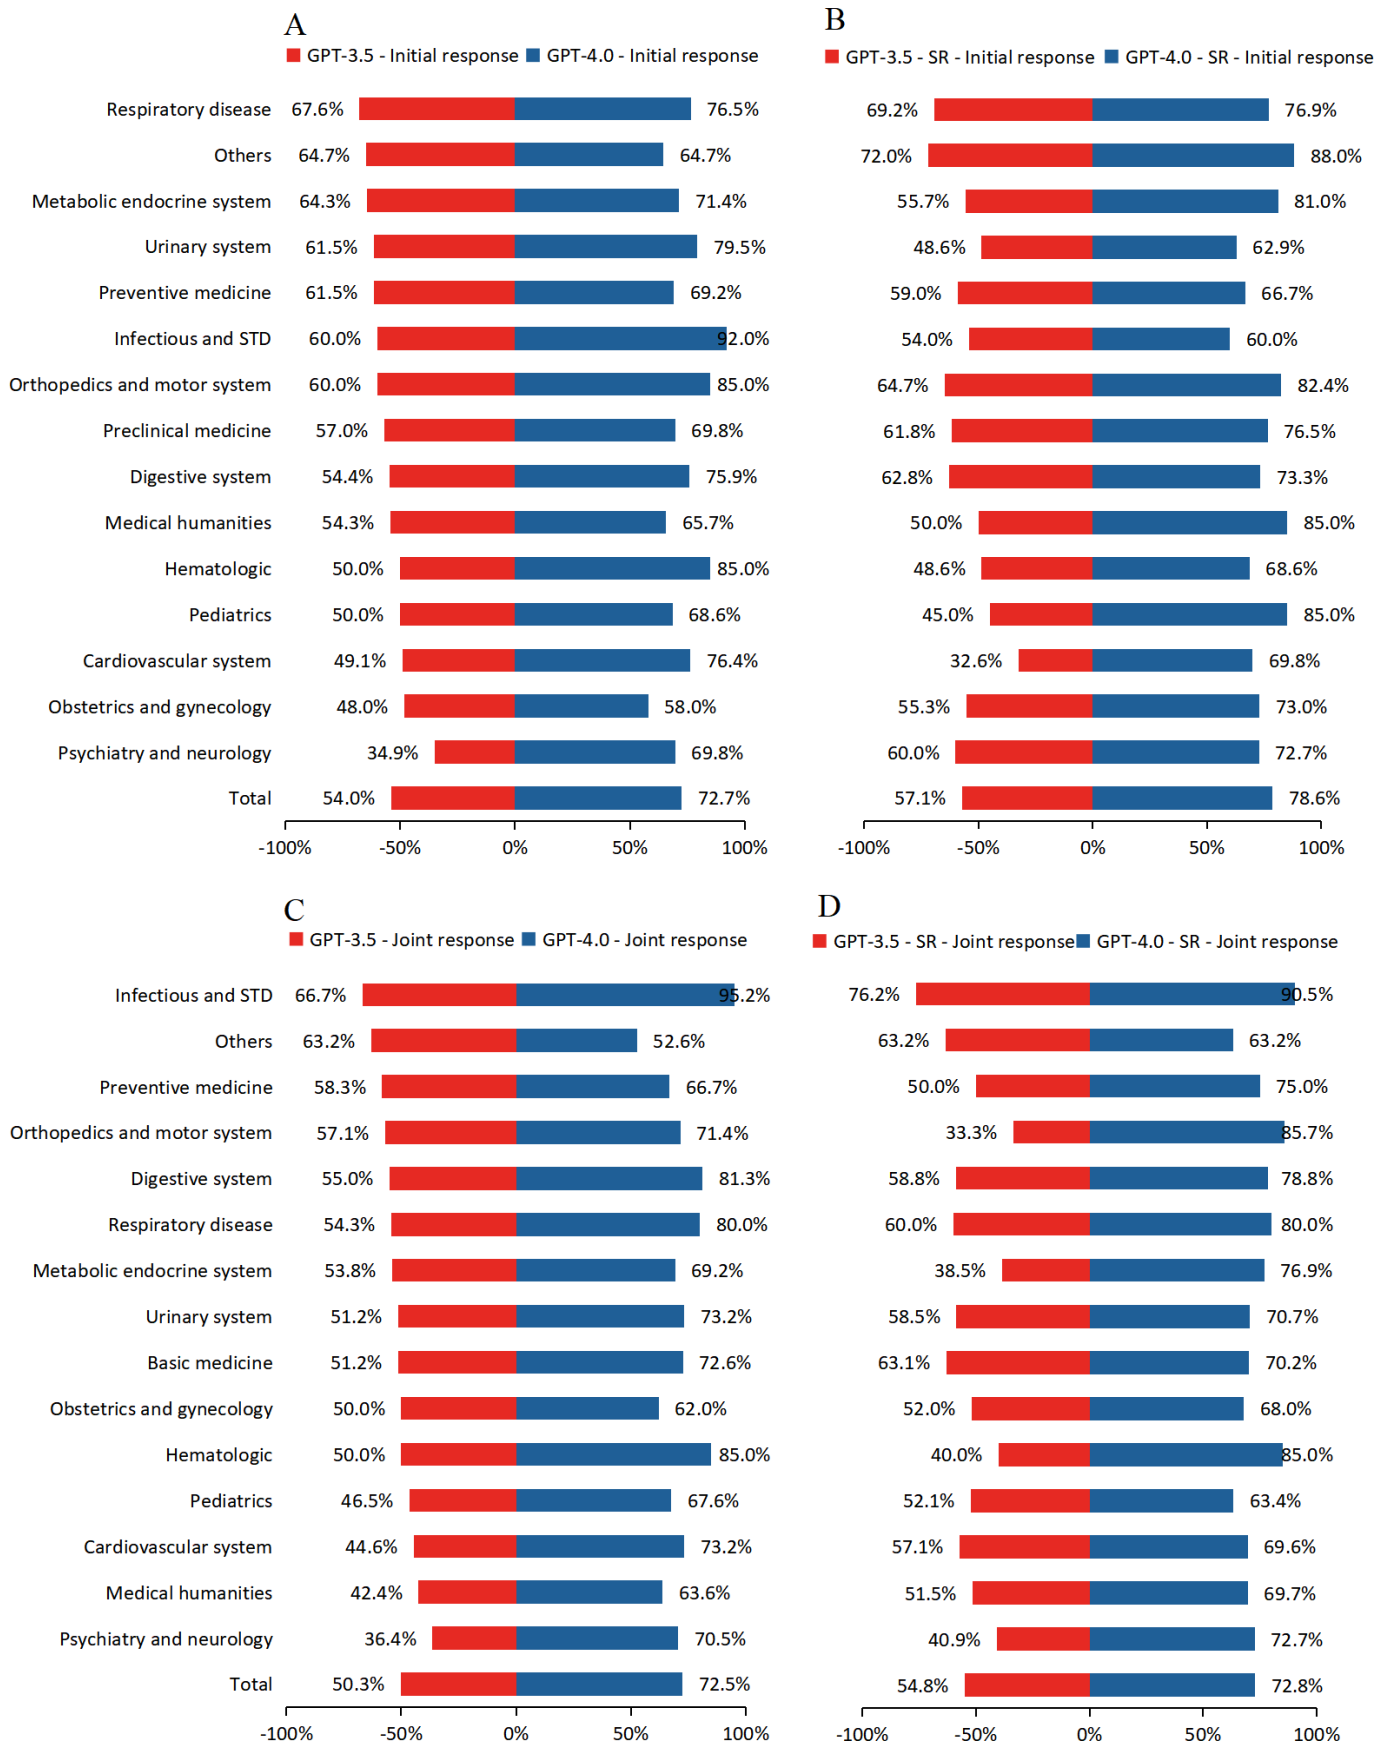 A
B
GPT-3.5 - Initial response GPT-4.0 - Initial response
GPT-3.5 - SR - Initial response GPT-4.0 - SR - Initial response
Respiratory disease 67.6% 76.5% 69.2% 76.9%
Others 64.7% 64.7% 72.0% 88.0%
Metabolic endocrine system 64.3% 71.4% 55.7% 81.0%
Urinary system 61.5% 79.5% 48.6% 62.9%
Preventive medicine 61.5% 69.2% 59.0% 66.7%
Infectious and STD 60.0% 92.0% 54.0% 60.0%
Orthopedics and motor system 60.0% 85.0% 64.7% 82.4%
Preclinical medicine 57.0% 69.8% 61.8% 76.5%
Digestive system 54.4% 75.9% 62.8% 73.3%
Medical humanities 54.3% 65.7% 50.0% 85.0%
Hematologic 50.0% 85.0% 48.6% 68.6%
Pediatrics 50.0% 68.6% 45.0% 85.0%
Cardiovascular system 49.1% 76.4% 32.6% 69.8%
Obstetrics and gynecology 48.0% 58.0% 55.3% 73.0%
Psychiatry and neurology 34.9% 69.8% 60.0% 72.7%
Total 54.0% 72.7% 57.1% 78.6%
-100% -50% 0% 50% 100% -100% -50% 0% 50% 100%
C
D
GPT-3.5 - Joint response GPT-4.0 - Joint response
GPT-3.5 - SR - Joint response GPT-4.0 - SR - Joint response
Infectious and STD 66.7% 95.2% 76.2% 90.5%
Others 63.2% 52.6% 63.2% 63.2%
Preventive medicine 58.3% 66.7% 50.0% 75.0%
Orthopedics and motor system 57.1% 71.4% 33.3% 85.7%
Digestive system 55.0% 81.3% 58.8% 78.8%
Respiratory disease 54.3% 80.0% 60.0% 80.0%
Metabolic endocrine system 53.8% 69.2% 38.5% 76.9%
Urinary system 51.2% 73.2% 58.5% 70.7%
Basic medicine 51.2% 72.6% 63.1% 70.2%
Obstetrics and gynecology 50.0% 62.0% 52.0% 68.0%
Hematologic 50.0% 85.0% 40.0% 85.0%
Pediatrics 46.5% 67.6% 52.1% 63.4%
Cardiovascular system 44.6% 73.2% 57.1% 69.6%
Medical humanities 42.4% 63.6% 51.5% 69.7%
Psychiatry and neurology 36.4% 70.5% 40.9% 72.7%
Total 50.3% 72.5% 54.8% 72.8%
-100% -50% 0% 50% 100% -100% -50% 0% 50% 100%